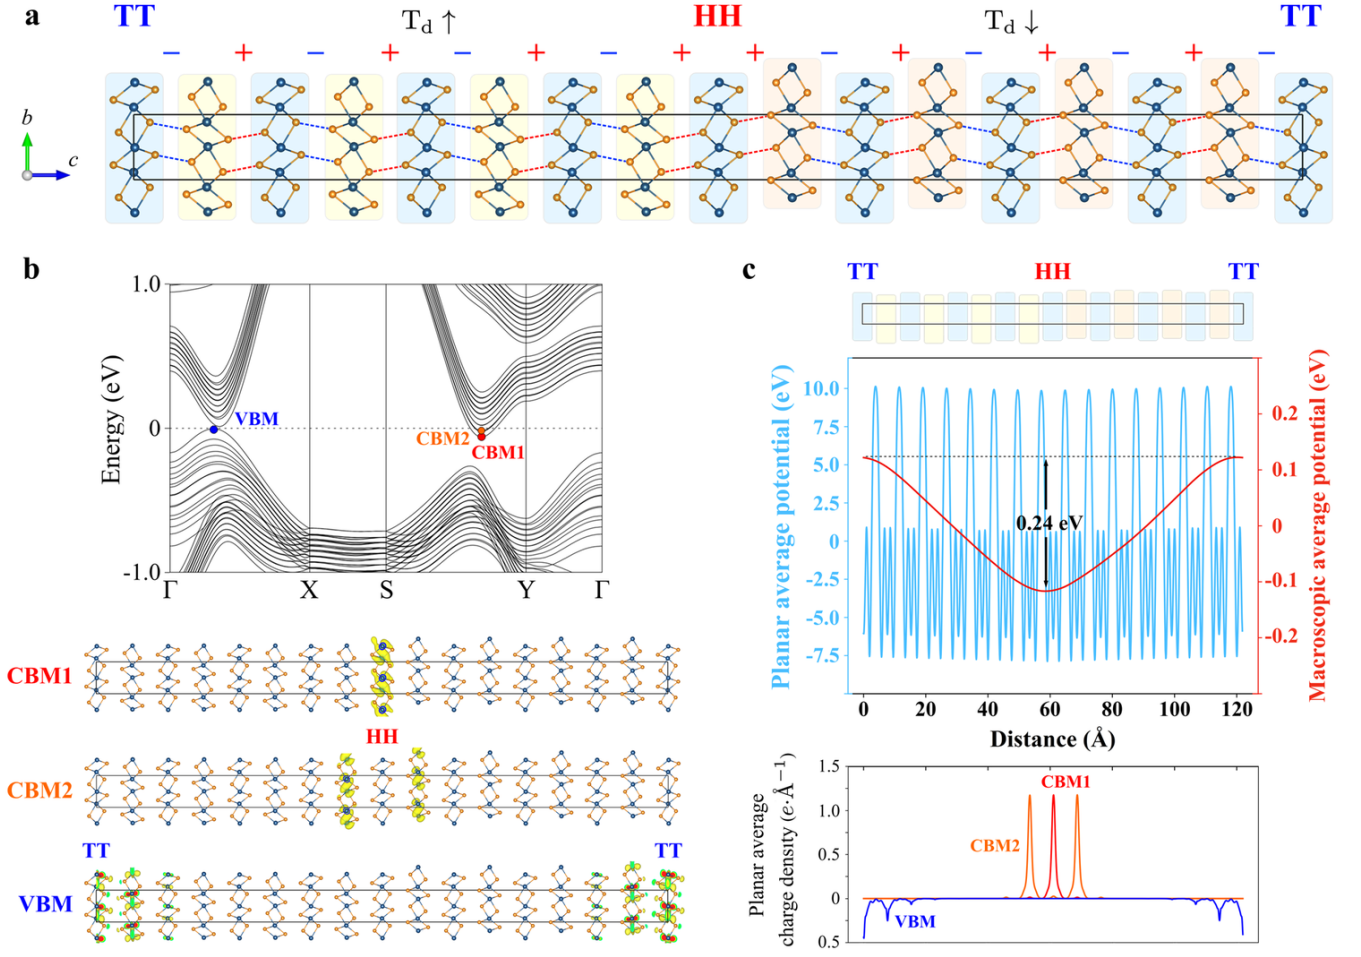 a
TT
T_d ↑
HH
T_d ↓
TT
− + − + − + − + + − + − + − + −
b
c
b
Energy (eV)
1.0
0
-1.0
VBM
CBM2
CBM1
Γ X S Y Γ
CBM1
HH
CBM2
TT TT
VBM
c
TT HH TT
Planar average potential (eV)
10.0
7.5
5.0
2.5
0
-2.5
-5.0
-7.5
0.24 eV
0.2
0.1
0
-0.1
-0.2
Macroscopic average potential (eV)
0 20 40 60 80 100 120
Distance (Å)
Planar average
charge density (e·Å⁻¹)
1.5
1.0
0.5
0
0.5
CBM1
CBM2
VBM